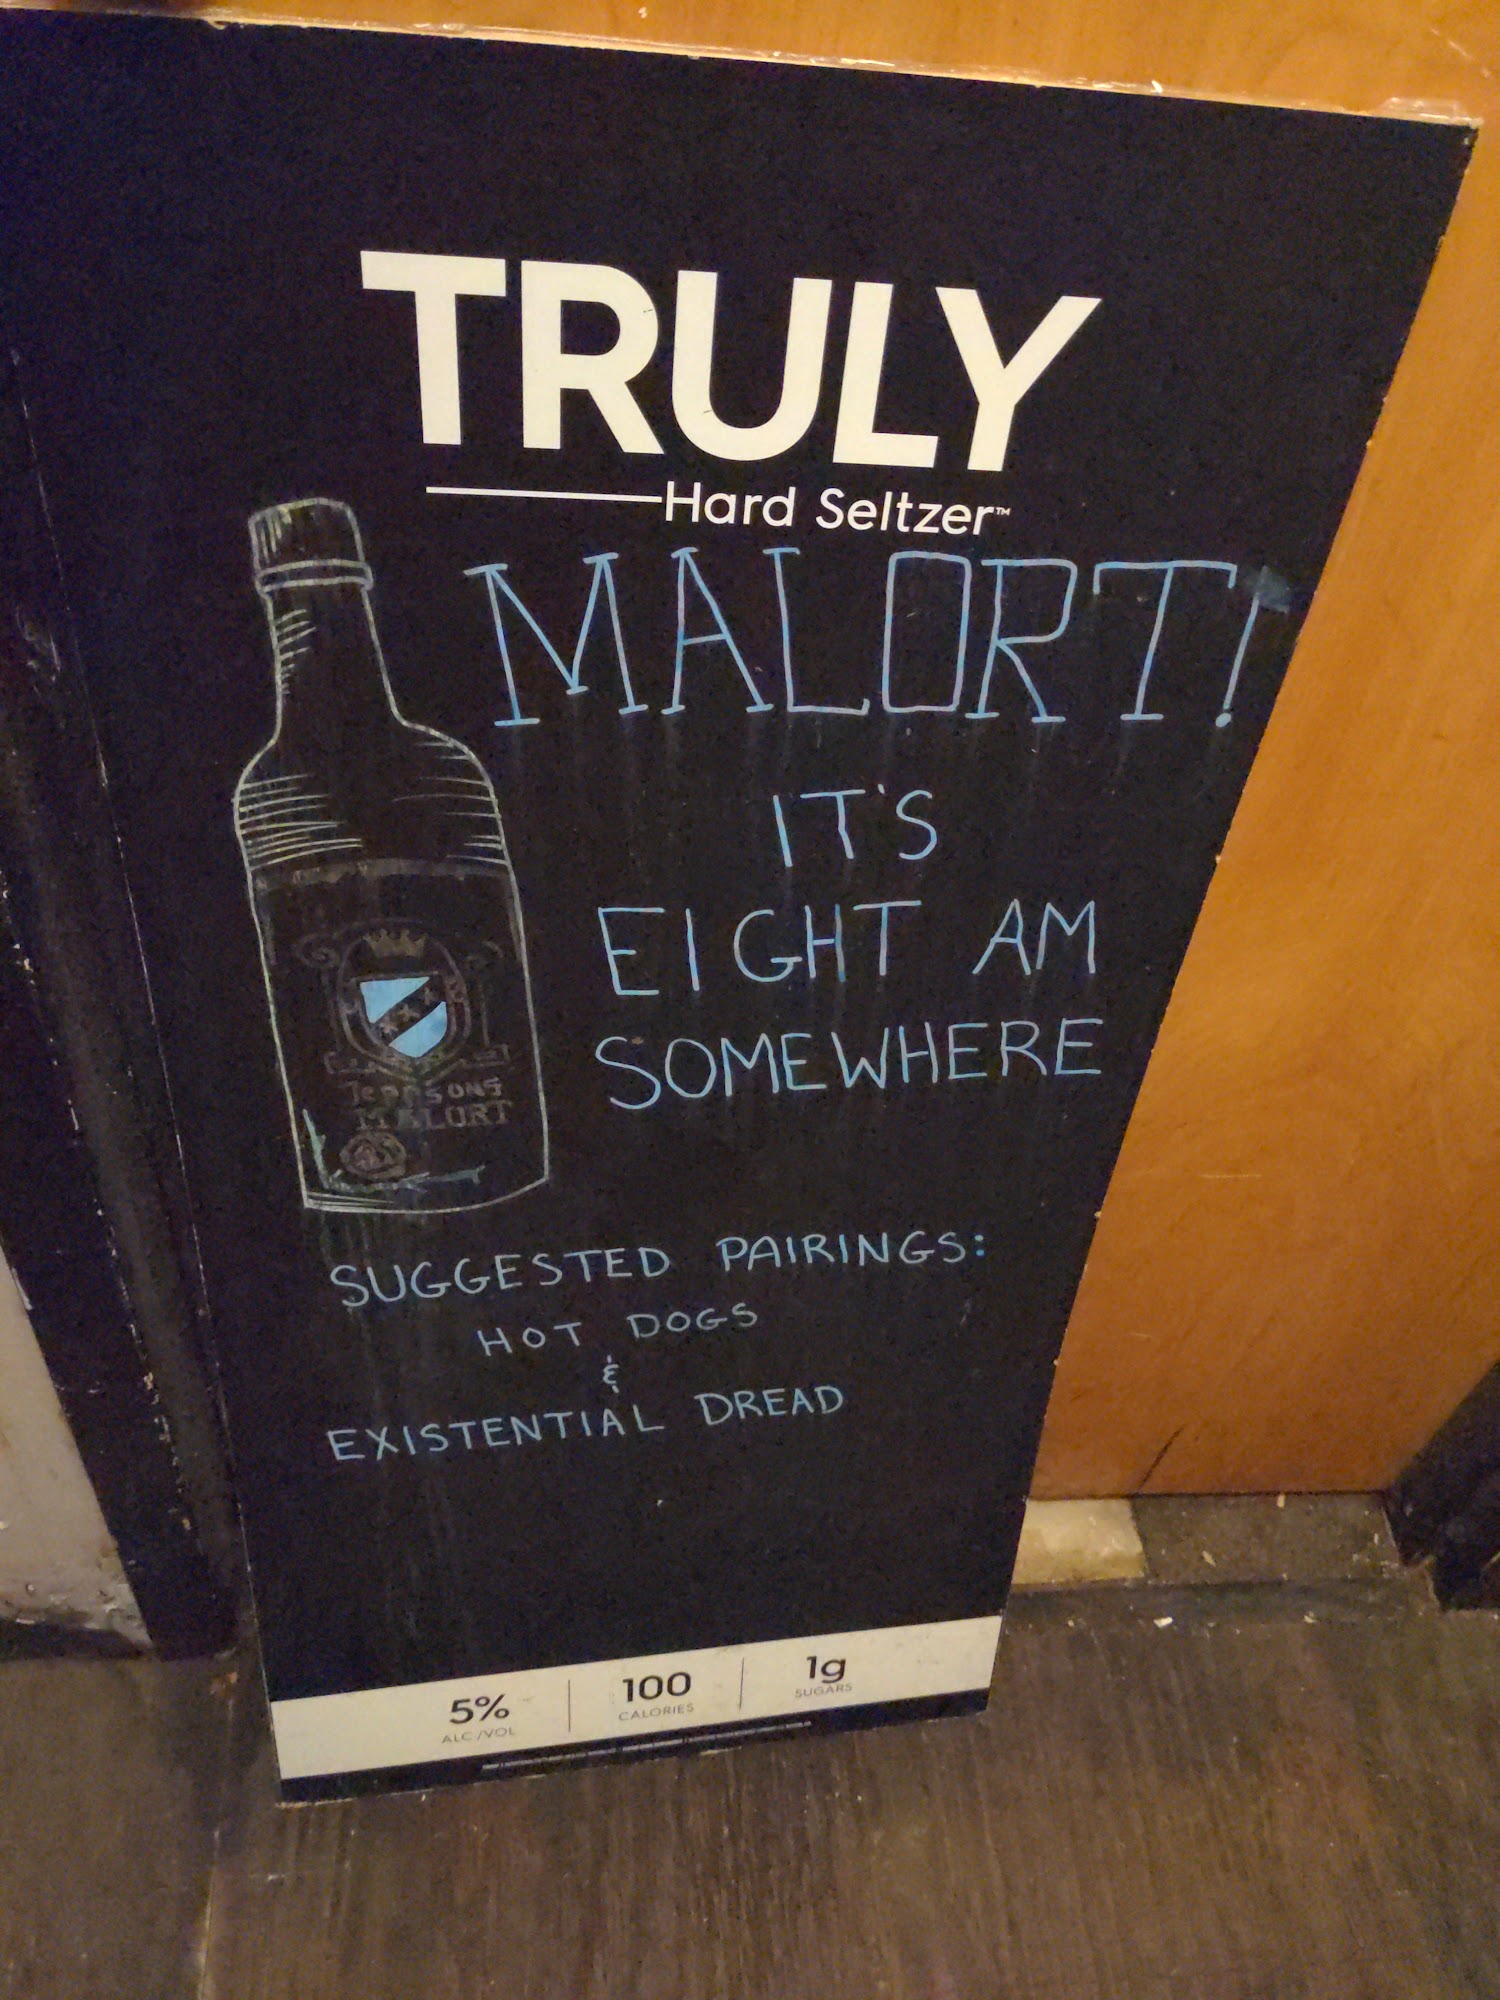 TRULY
Hard Seltzer™
MALORT!
IT'S
EIGHT AM
SOMEWHERE
Jeppsons
MALORT
SUGGESTED PAIRINGS:
HOT DOGS
&
EXISTENTIAL DREAD
5% 100 1g
ALC/VOL CALORIES SUGARS